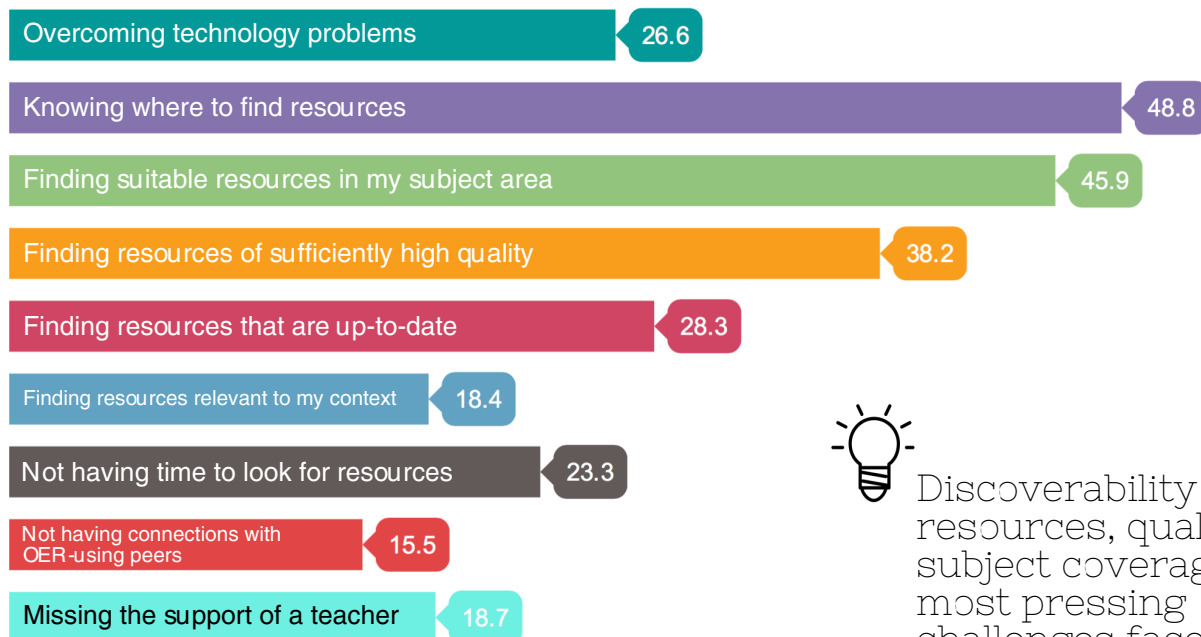 Overcoming technology problems 26.6
Knowing where to find resources 48.8
Finding suitable resources in my subject area 45.9
Finding resources of sufficiently high quality 38.2
Finding resources that are up-to-date 28.3
Finding resources relevant to my context 18.4
Not having time to look for resources 23.3
Not having connections with
OER-using peers 15.5
Missing the support of a teacher 18.7
Discoverability
resources,
subject
most pressing
challenges